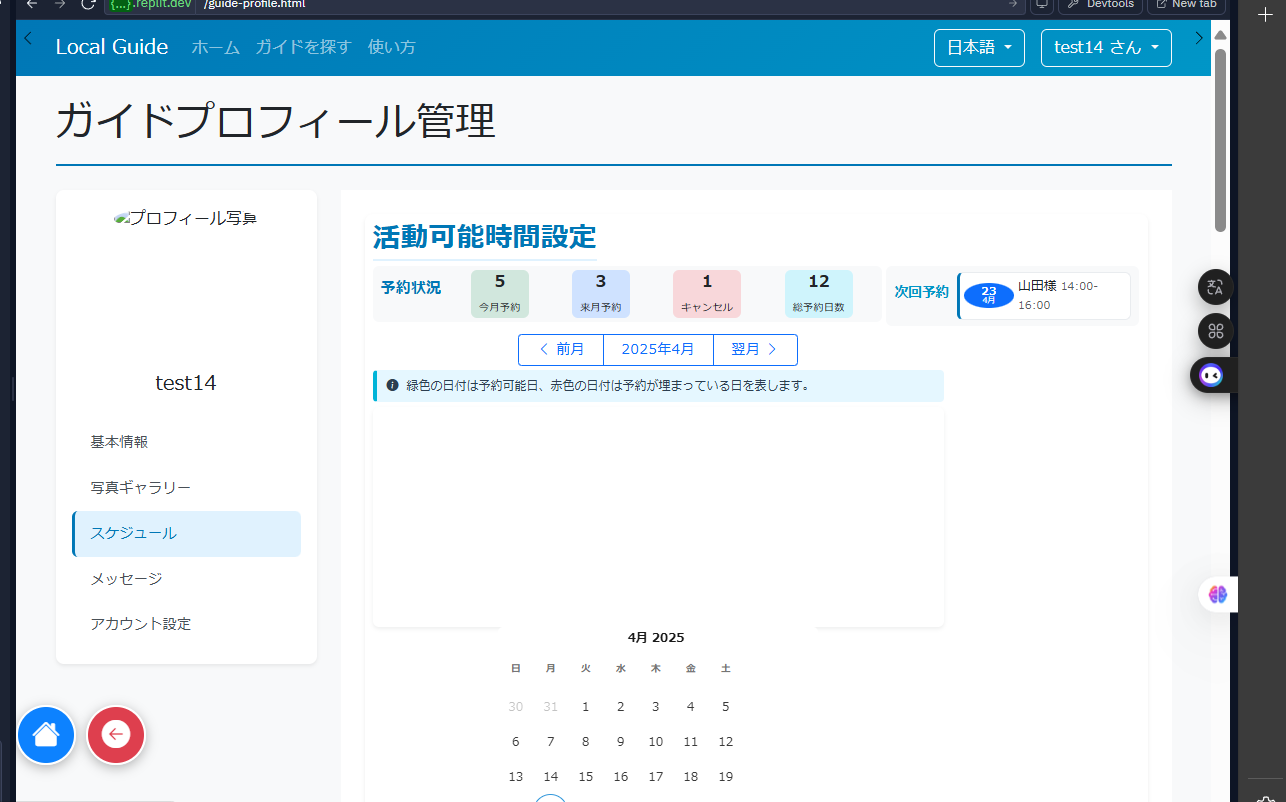 {...}.replit.dev /guide-profile.html
Devtools
New tab
Local Guide ホーム ガイドを探す 使い方
日本語
test14 さん
ガイドプロフィール管理
プロフィール写真
test14
基本情報
写真ギャラリー
スケジュール
メッセージ
アカウント設定
活動可能時間設定
予約状況
5
今月予約
3
来月予約
1
キャンセル
12
総予約日数
次回予約
23
4月
山田様 14:00-
16:00
前月
2025年4月
翌月
緑色の日付は予約可能日、赤色の日付は予約が埋まっている日を表します。
4月 2025
日 月 火 水 木 金 土
30 31 1 2 3 4 5
6 7 8 9 10 11 12
13 14 15 16 17 18 19